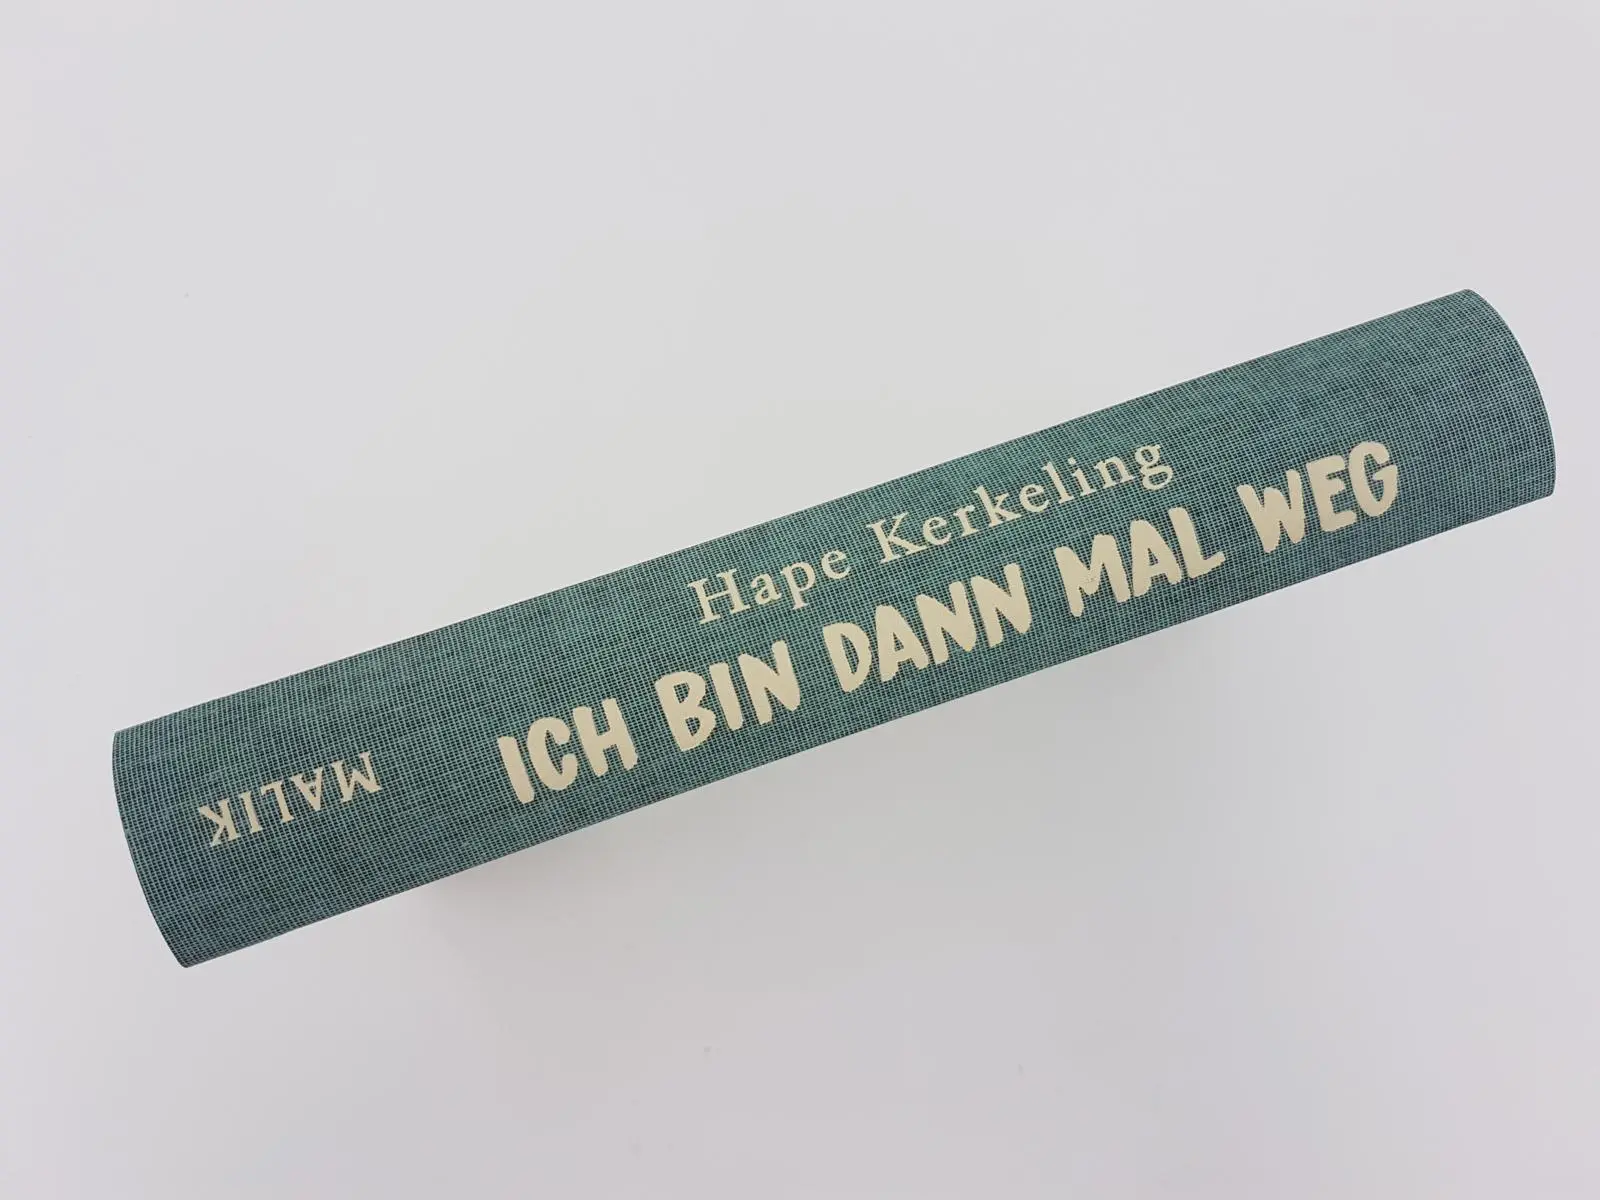 Hape Kerkeling
ICH BIN DANN MAL WEG
MALIK